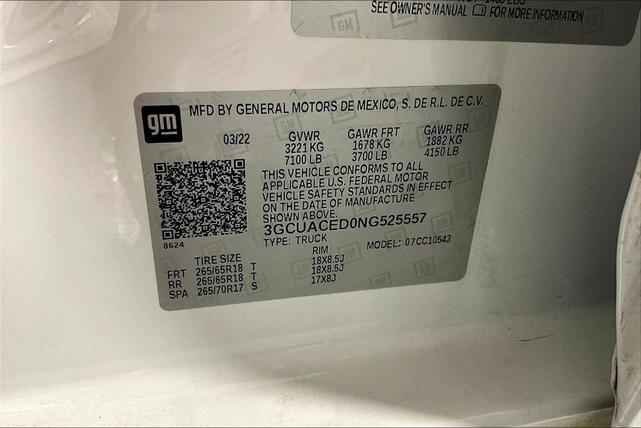 SEE OWNER'S MANUAL FOR MORE INFORMATION
gm
MFD BY GENERAL MOTORS DE MEXICO, S. DE R.L. DE C.V.
03/22 GVWR GAWR FRT GAWR RR
3221 KG 1678 KG 1882 KG
7100 LB 3700 LB 4150 LB
THIS VEHICLE CONFORMS TO ALL
APPLICABLE U.S. FEDERAL MOTOR
VEHICLE SAFETY STANDARDS IN EFFECT
ON THE DATE OF MANUFACTURE
SHOWN ABOVE.
3GCUACED0NG525557
8624
TYPE: TRUCK MODEL: 07CC10543
TIRE SIZE RIM
FRT 265/65R18 T 18X8.5J
RR 265/65R18 T 18X8.5J
SPA 265/70R17 S 17X8J